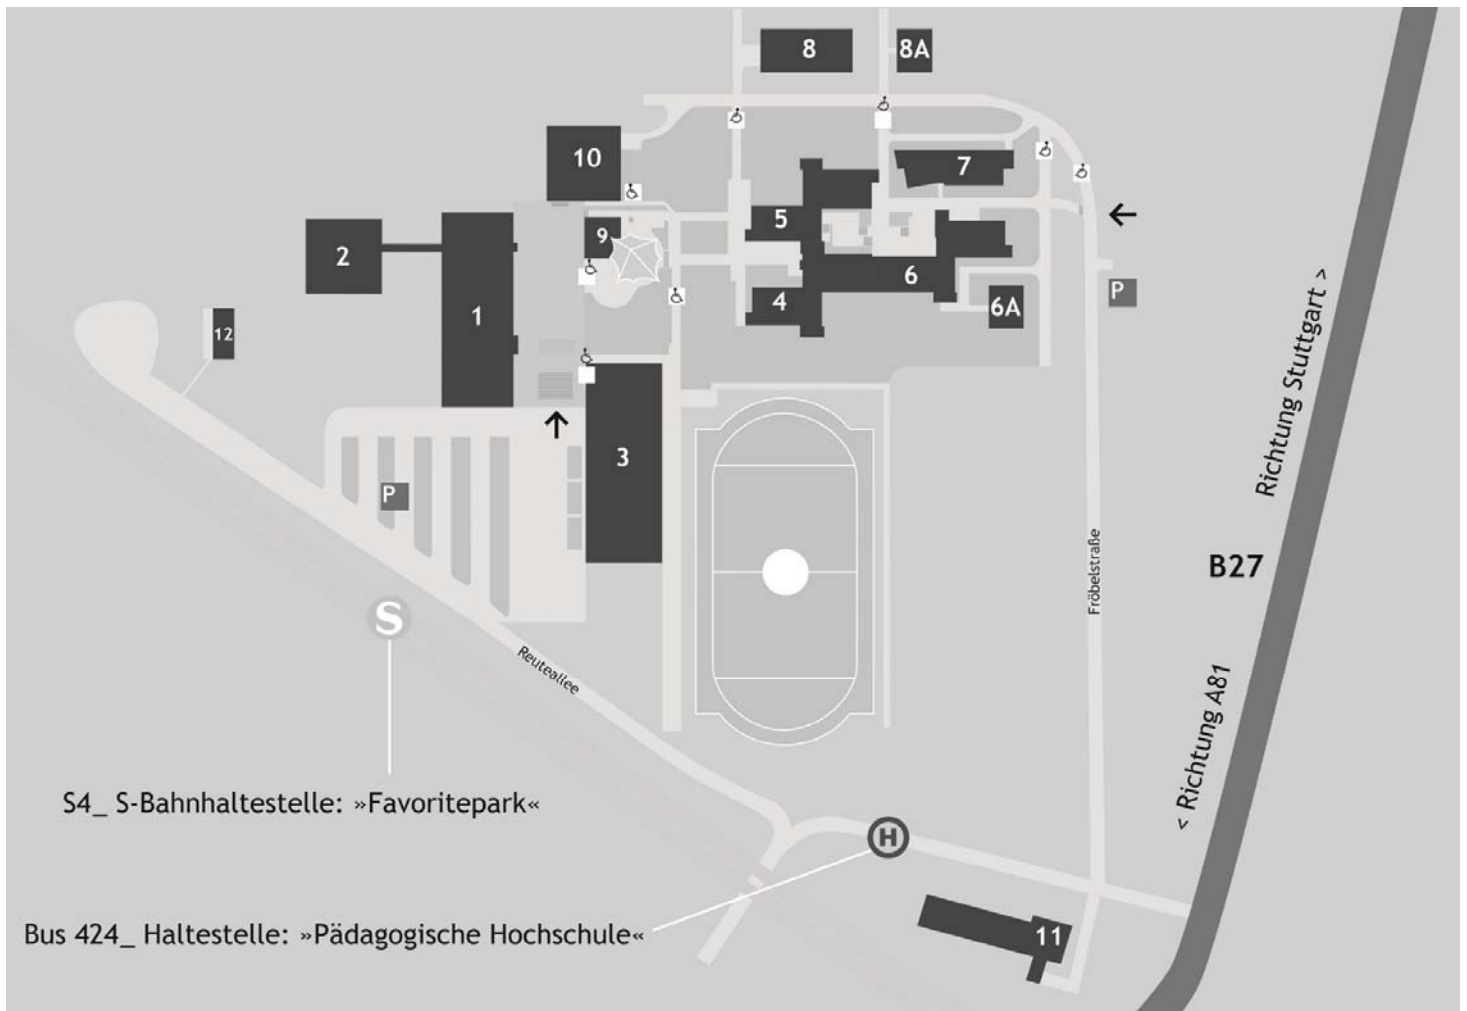 8
8A
10
7
5
9
2
6
4
6A
P
1
12
3
P
Richtung Stuttgart >
B27
Fröbelstraße
S
Reuteallee
< Richtung A81
S4_ S-Bahnhaltestelle: »Favoritepark«
H
Bus 424_ Haltestelle: »Pädagogische Hochschule«
11